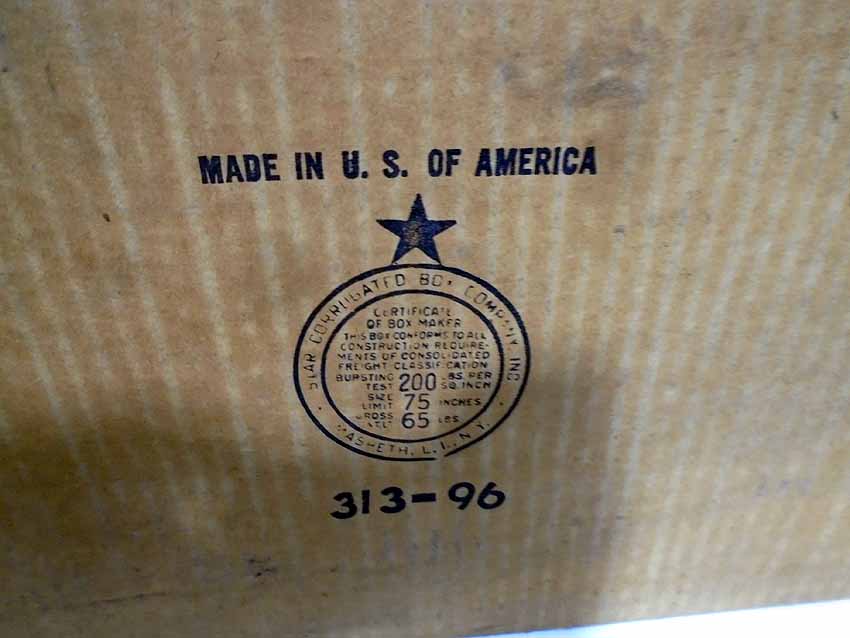 MADE IN U. S. OF AMERICA
STAR CORRUGATED BOX COMPANY, INC.
CERTIFICATE
OF BOX MAKER
THIS BOX CONFORMS TO ALL
CONSTRUCTION REQUIRE-
MENTS OF CONSOLIDATED
FREIGHT CLASSIFICATION
BURSTING TEST 200 LBS. PER SQ. INCH
SIZE LIMIT 75 INCHES
GROSS WT. 65 LBS.
MASPETH, L. I., N. Y.
313-96